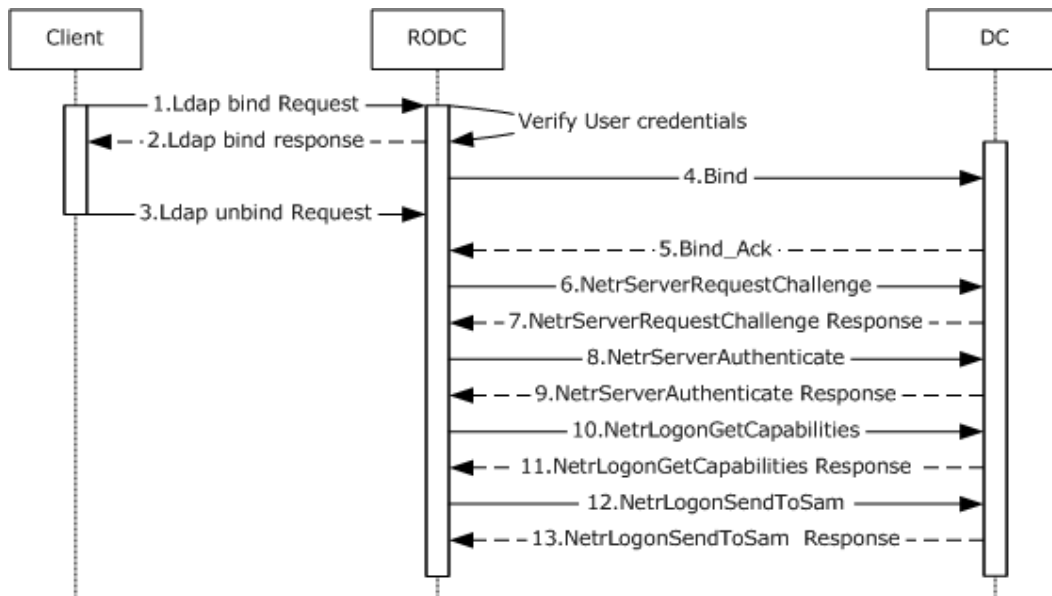 Client
RODC
DC
1.Ldap bind Request
Verify User credentials
2.Ldap bind response
4.Bind
3.Ldap unbind Request
5.Bind_Ack
6.NetrServerRequestChallenge
7.NetrServerRequestChallenge Response
8.NetrServerAuthenticate
9.NetrServerAuthenticate Response
10.NetrLogonGetCapabilities
11.NetrLogonGetCapabilities Response
12.NetrLogonSendToSam
13.NetrLogonSendToSam Response